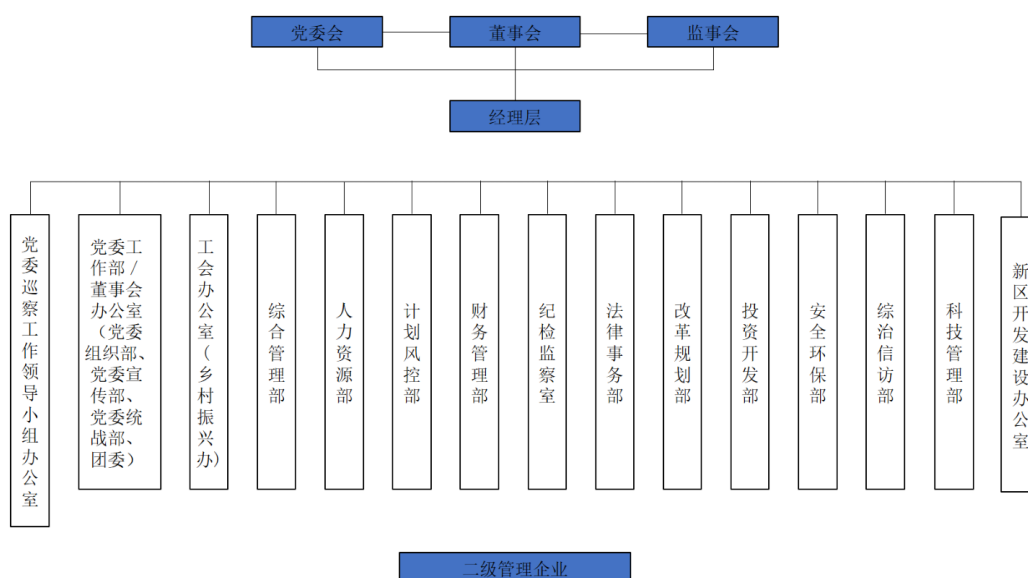 党委会
董事会
监事会
经理层
党委巡察工作领导小组办公室
党委工
作部/
董事会
办公室
（党委
组织部、
党委宣
传部、
党委统
战部、
团委）
工会办公室(乡村振兴办)
综合管理部
人力资源部
计划风控部
财务管理部
纪检监察室
法律事务部
改革规划部
投资开发部
安全环保部
综治信访部
科技管理部
新区开发建设办公室
二级管理企业